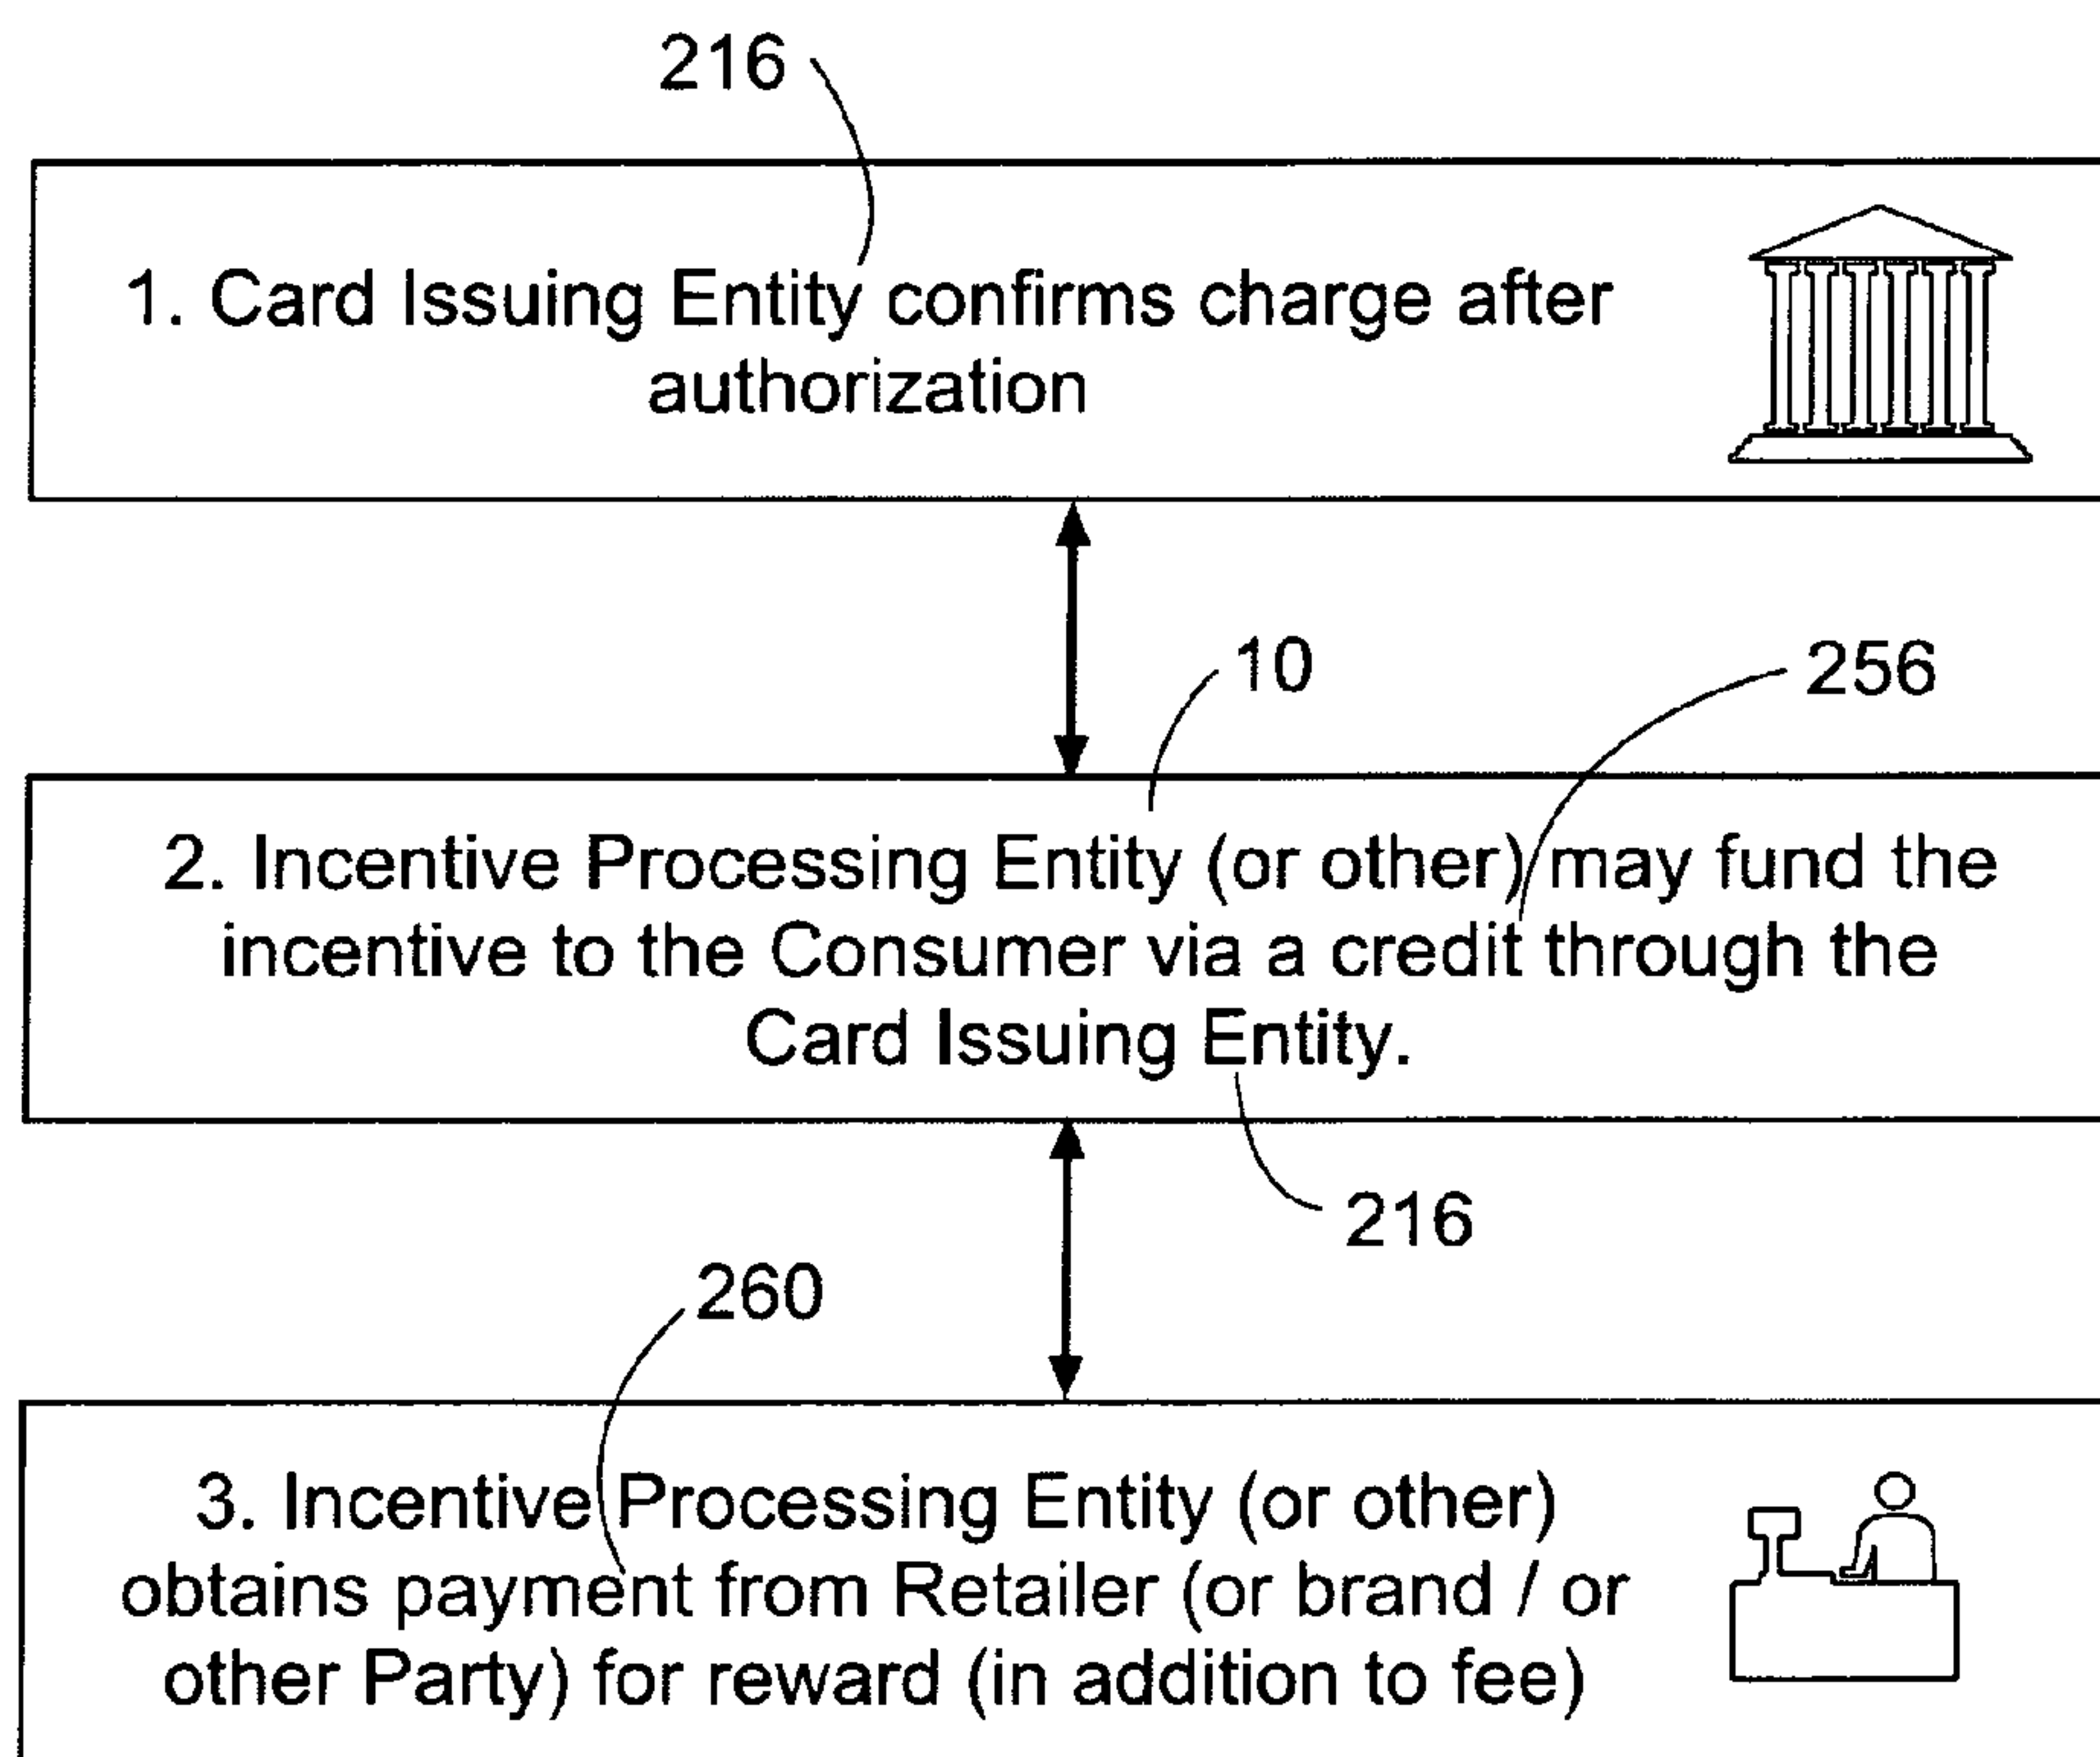 216
1. Card Issuing Entity confirms charge after
authorization
10
256
2. Incentive Processing Entity (or other) may fund the
incentive to the Consumer via a credit through the
Card Issuing Entity.
216
260
3. Incentive Processing Entity (or other)
obtains payment from Retailer (or brand / or
other Party) for reward (in addition to fee)